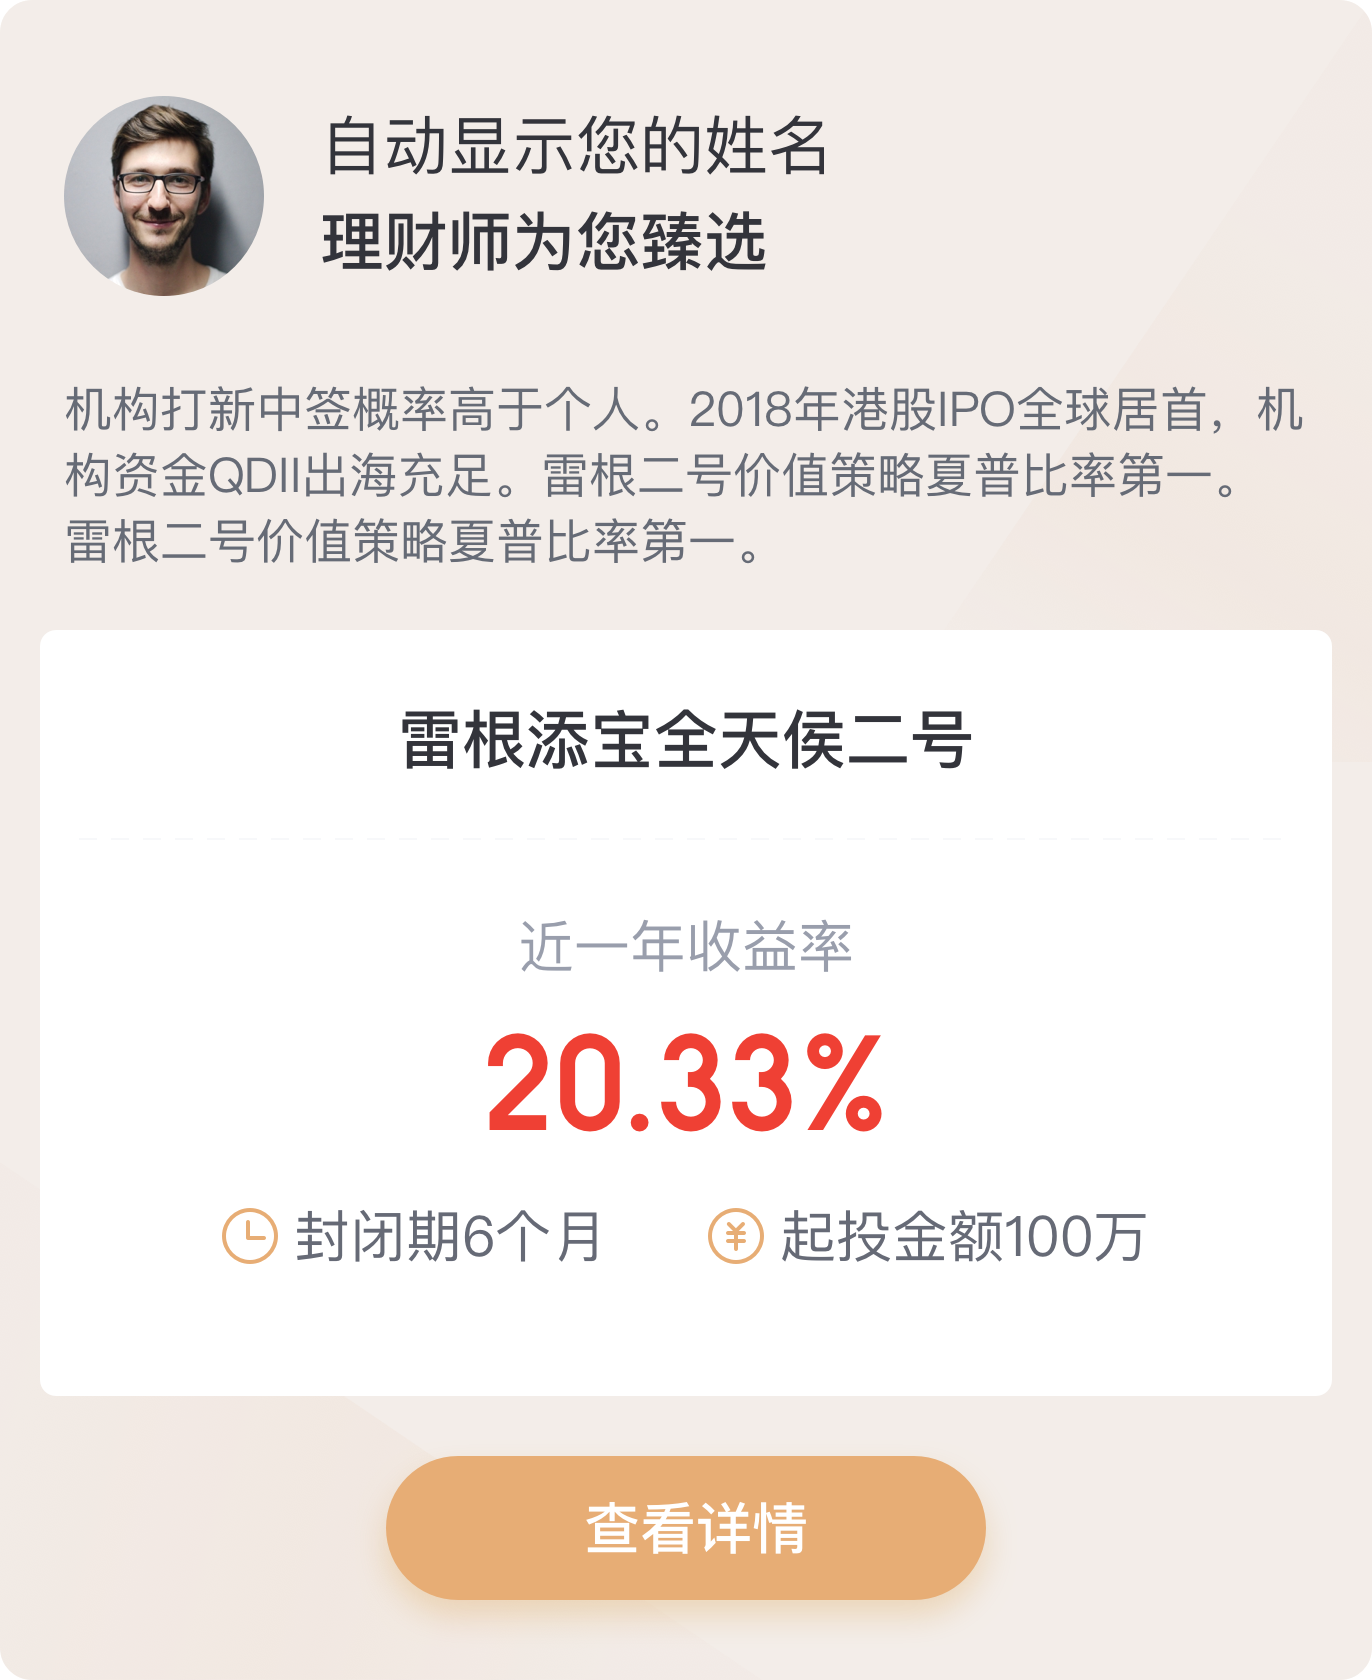 自动显示您的姓名
理财师为您臻选
机构打新中签概率高于个人。2018年港股IPO全球居首，机
构资金QDII出海充足。雷根二号价值策略夏普比率第一。
雷根二号价值策略夏普比率第一。
雷根添宝全天侯二号
近一年收益率
20.33%
封闭期6个月
起投金额100万
查看详情